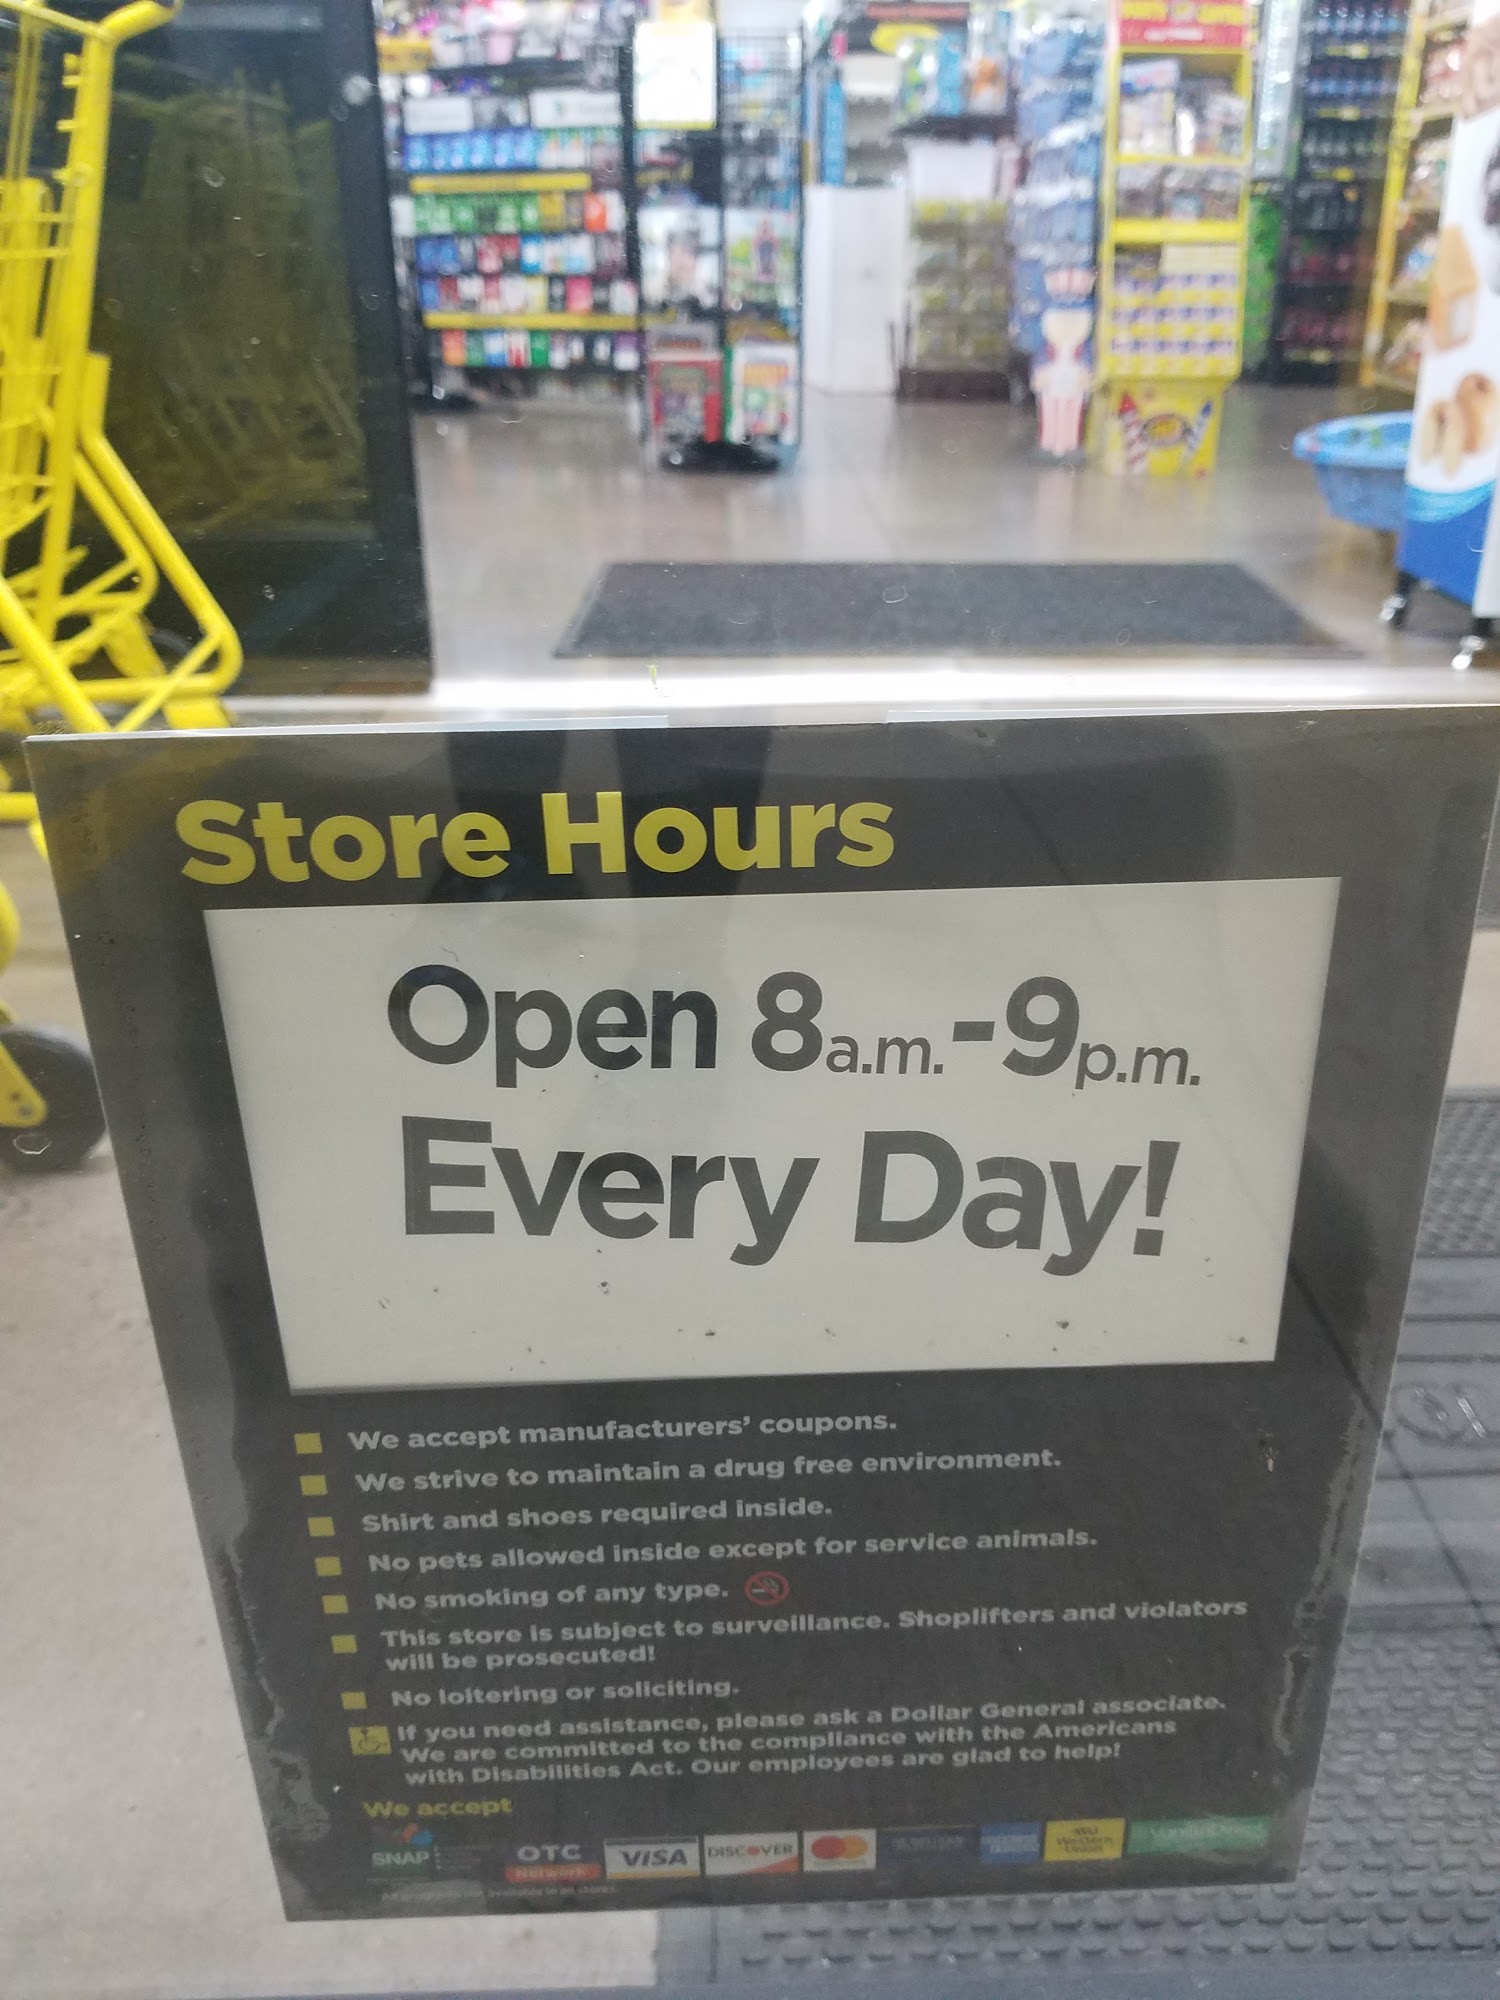 Store Hours
Open 8a.m.-9p.m.
Every Day!
We accept manufacturers' coupons.
We strive to maintain a drug free environment.
Shirt and shoes required inside.
No pets allowed inside except for service animals.
No smoking of any type.
This store is subject to surveillance. Shoplifters and violators
will be prosecuted!
No loitering or soliciting.
If you need assistance, please ask a Dollar General associate.
We are committed to the compliance with the Americans
with Disabilities Act. Our employees are glad to help!
We accept
SNAP
OTC
Network
VISA
DISCOVER
WU
Western
Union